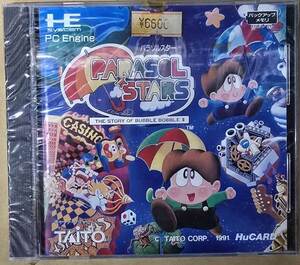 HE
SYSTEM
PC Engine
¥6600
バックアップ
メモリ
パラソルスター
PARASOL
STARS
THE STORY OF BUBBLE BOBBLE III
TM
CASINO
TAITO
© TAITO CORP. 1991
HuCARD